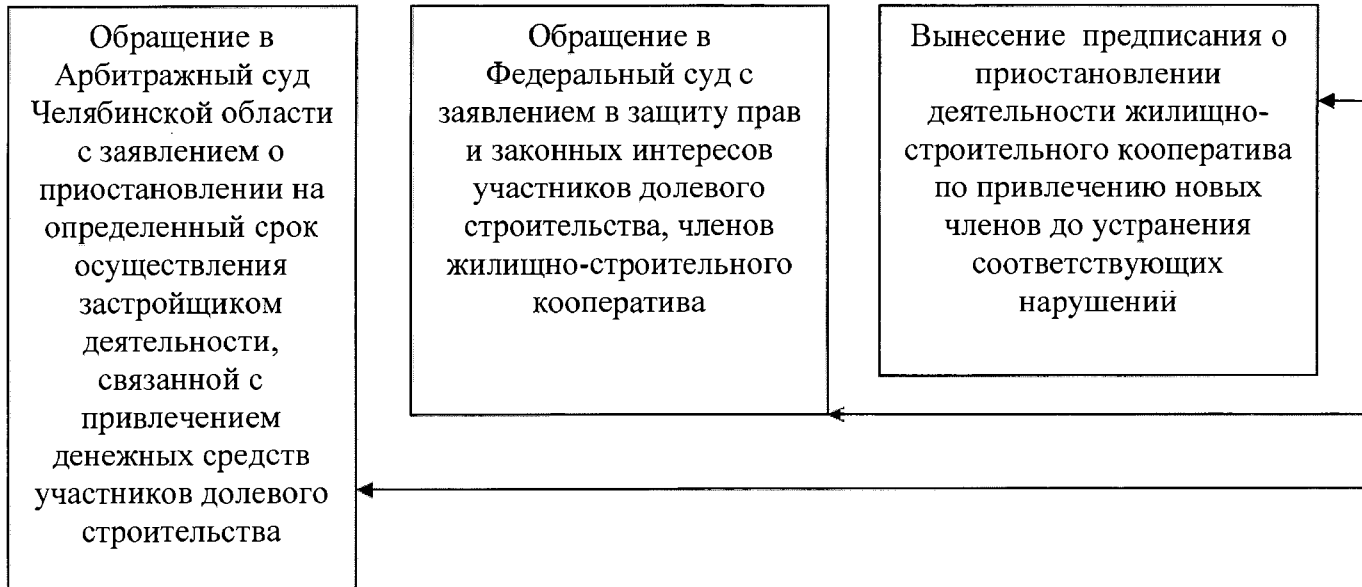 Обращение в
Арбитражный суд
Челябинской области
с заявлением о
приостановлении на
определенный срок
осуществления
застройщиком
деятельности,
связанной с
привлечением
денежных средств
участников долевого
строительства
Обращение в
Федеральный суд с
заявлением в защиту прав
и законных интересов
участников долевого
строительства, членов
жилищно-строительного
кооператива
Вынесение предписания о
приостановлении
деятельности жилищно-
строительного кооператива
по привлечению новых
членов до устранения
соответствующих
нарушений